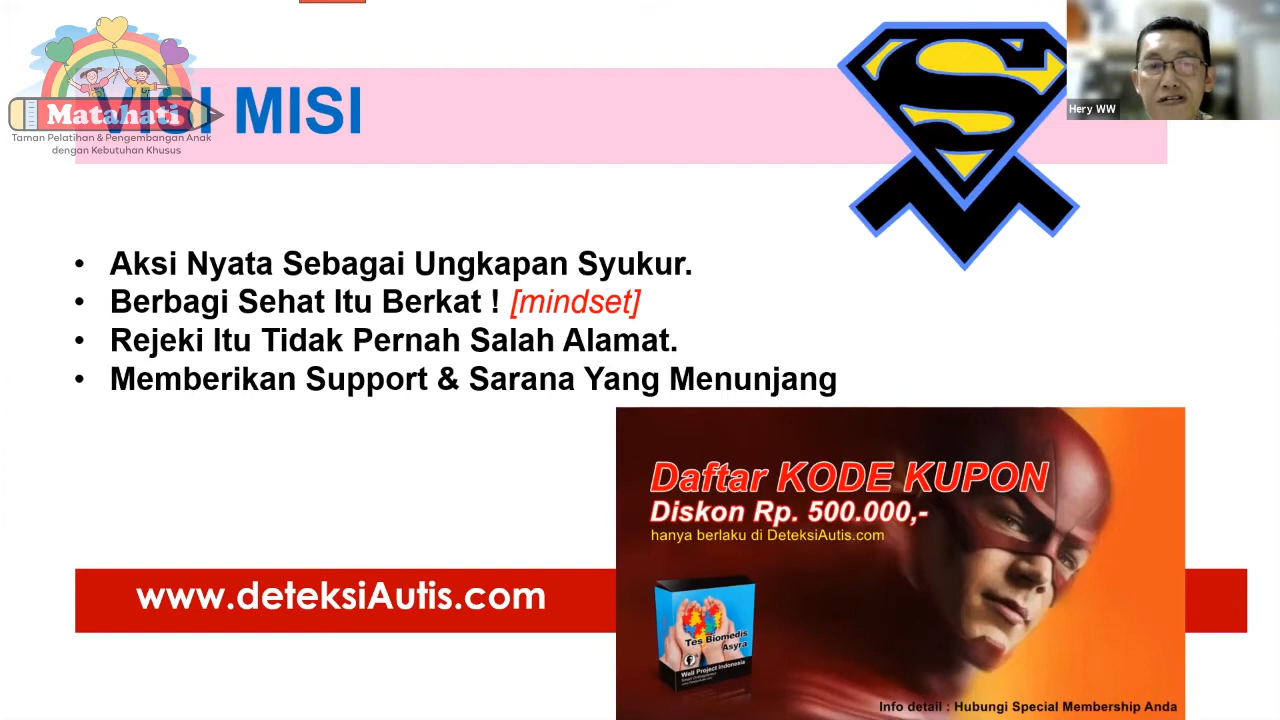 VISI MISI
Matahati
Taman Pelatihan & Pengembangan Anak
dengan Kebutuhan Khusus
S
Hery WW
• Aksi Nyata Sebagai Ungkapan Syukur.
• Berbagi Sehat Itu Berkat ! [mindset]
• Rejeki Itu Tidak Pernah Salah Alamat.
• Memberikan Support & Sarana Yang Menunjang
Daftar KODE KUPON
Diskon Rp. 500.000,-
hanya berlaku di DeteksiAutis.com
www.deteksiAutis.com
Tes Biomedis
Asyra
Well Project Indonesia
Info detail : Hubungi Special Membership Anda